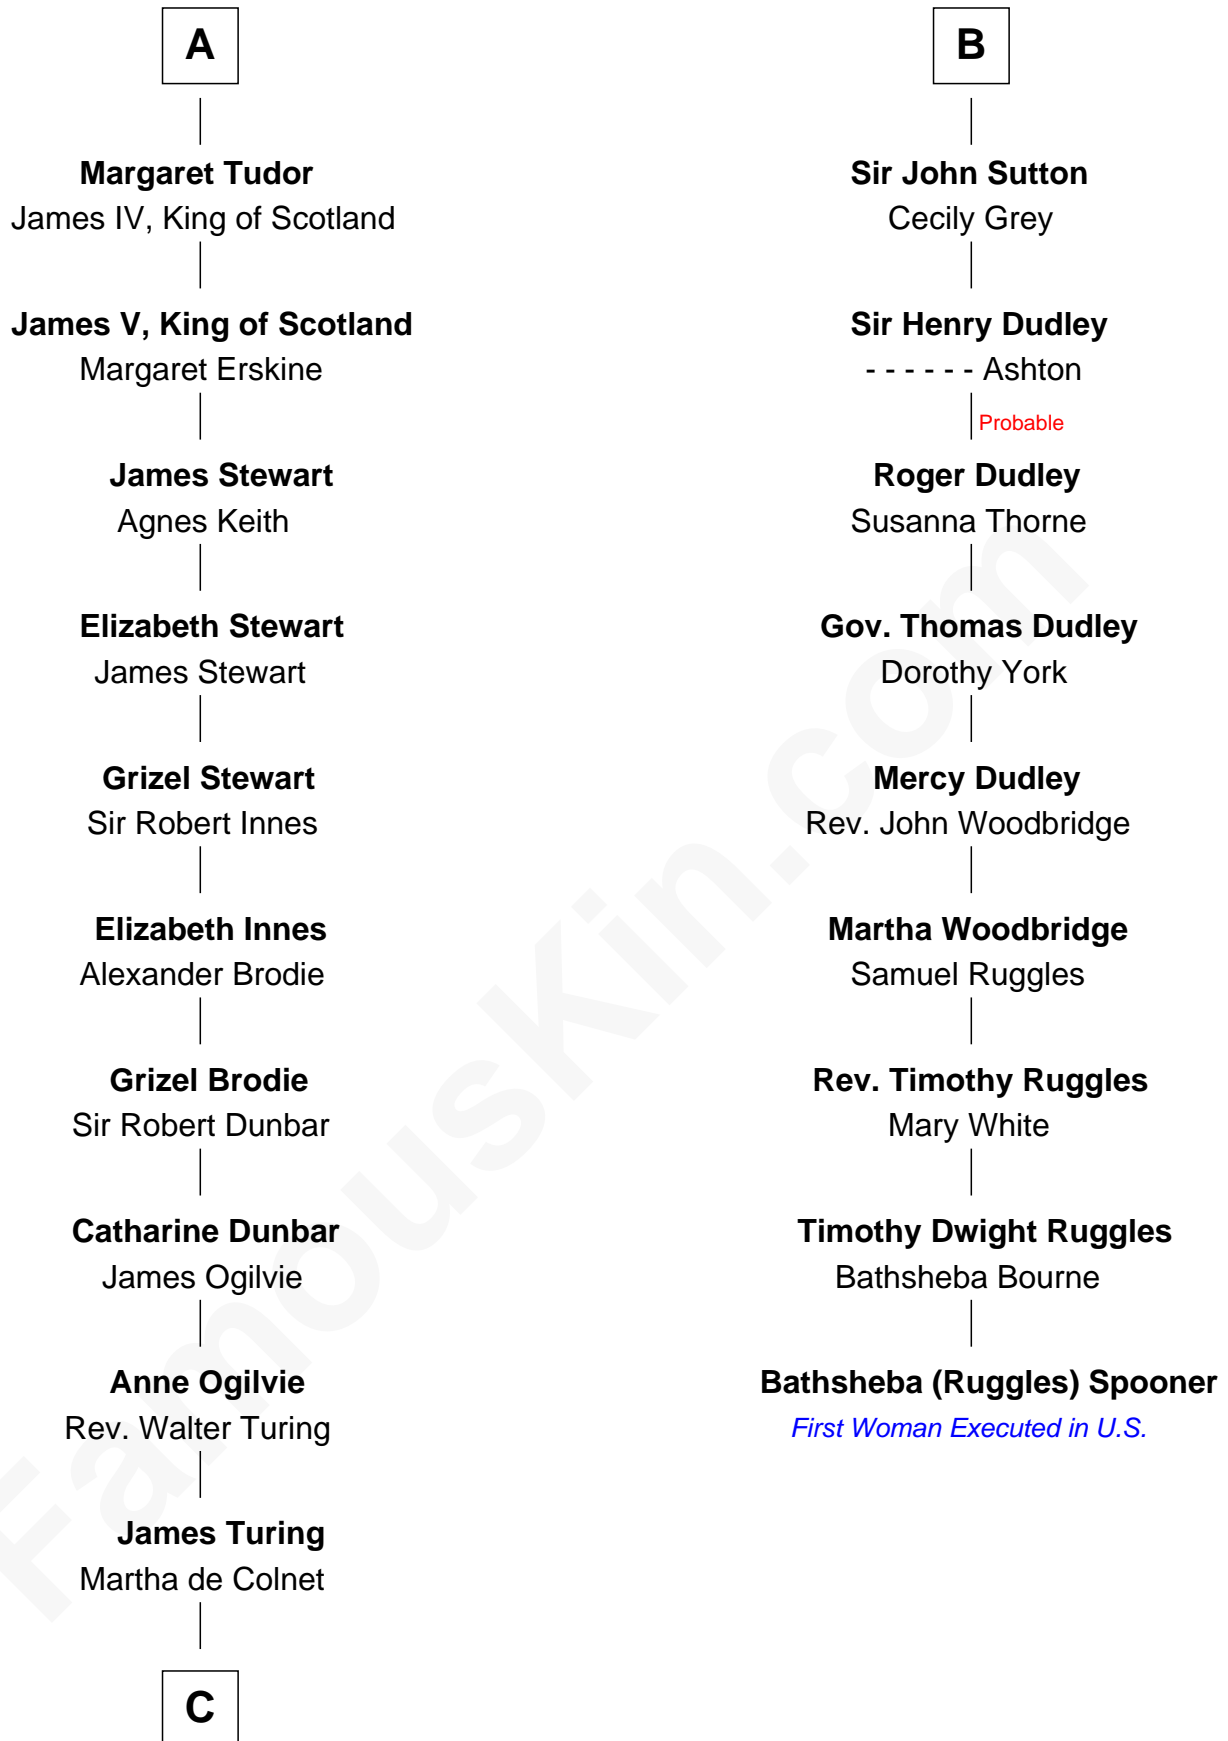 A
Margaret Tudor
James IV, King of Scotland
James V, King of Scotland
Margaret Erskine
James Stewart
Agnes Keith
Elizabeth Stewart
James Stewart
Grizel Stewart
Sir Robert Innes
Elizabeth Innes
Alexander Brodie
Grizel Brodie
Sir Robert Dunbar
Catharine Dunbar
James Ogilvie
Anne Ogilvie
Rev. Walter Turing
James Turing
Martha de Colnet
C
B
Sir John Sutton
Cecily Grey
Sir Henry Dudley
- - - - - - Ashton
Probable
Roger Dudley
Susanna Thorne
Gov. Thomas Dudley
Dorothy York
Mercy Dudley
Rev. John Woodbridge
Martha Woodbridge
Samuel Ruggles
Rev. Timothy Ruggles
Mary White
Timothy Dwight Ruggles
Bathsheba Bourne
Bathsheba (Ruggles) Spooner
First Woman Executed in U.S.
FamousKin.com